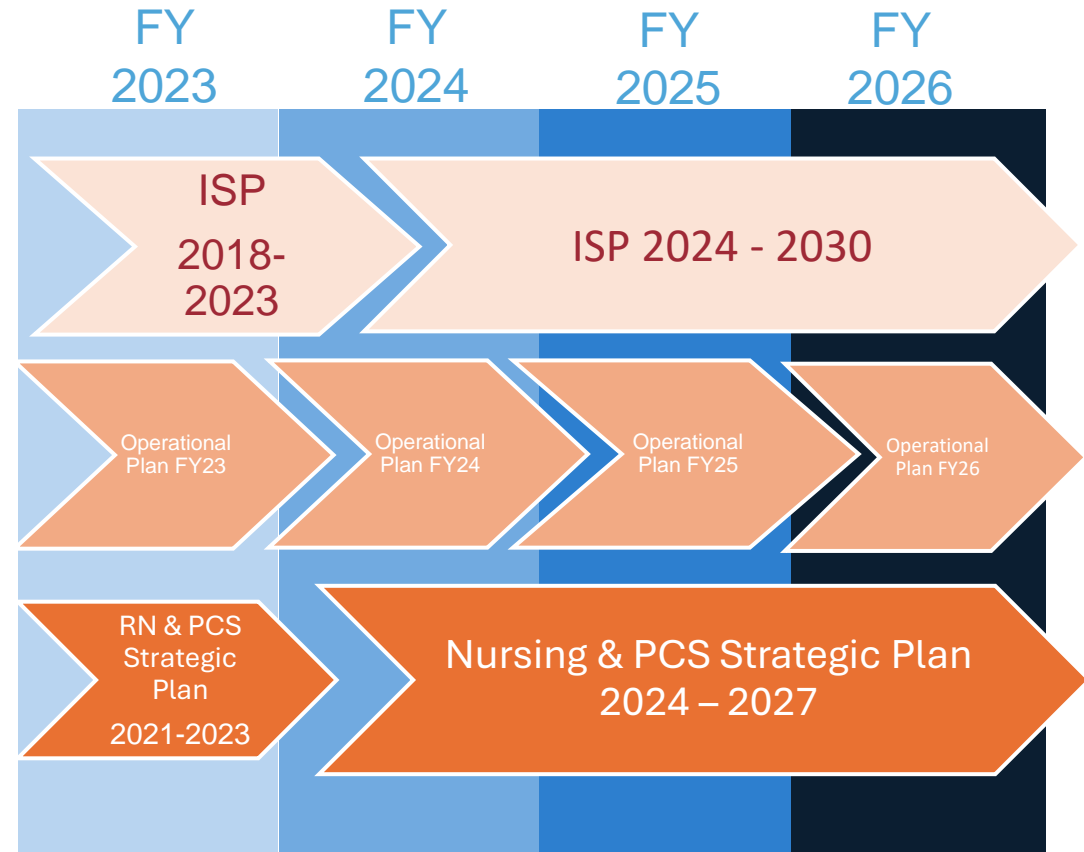 FY
2023
FY
2024
FY
2025
FY
2026
ISP
2018-
2023
ISP 2024 - 2030
Operational
Plan FY23
Operational
Plan FY24
Operational
Plan FY25
Operational
Plan FY26
RN & PCS
Strategic
Plan
2021-2023
Nursing & PCS Strategic Plan
2024 – 2027